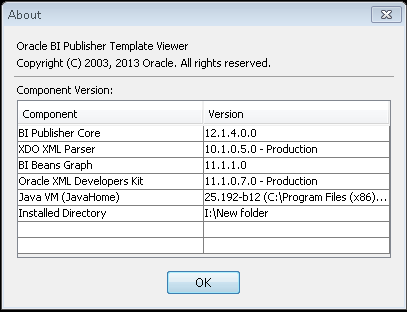 About
Oracle BI Publisher Template Viewer
Copyright (C) 2003, 2013 Oracle. All rights reserved.
Component Version:
Component Version
BI Publisher Core 12.1.4.0.0
XDO XML Parser 10.1.0.5.0 - Production
BI Beans Graph 11.1.1.0
Oracle XML Developers Kit 11.1.0.7.0 - Production
Java VM (JavaHome) 25.192-b12 (C:\Program Files (x86)...
Installed Directory I:\New folder
OK